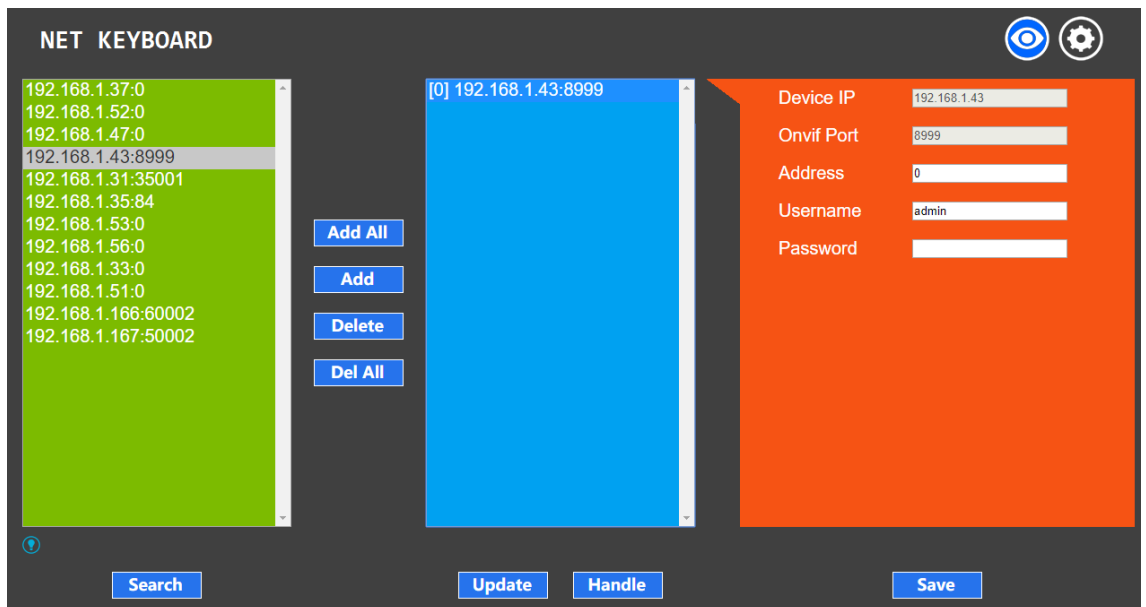 NET KEYBOARD
192.168.1.37:0
192.168.1.52:0
192.168.1.47:0
192.168.1.43:8999
192.168.1.31:35001
192.168.1.35:84
192.168.1.53:0
192.168.1.56:0
192.168.1.33:0
192.168.1.51:0
192.168.1.166:60002
192.168.1.167:50002
Add All
Add
Delete
Del All
[0] 192.168.1.43:8999
Device IP 192.168.1.43
Onvif Port 8999
Address 0
Username admin
Password
Search
Update
Handle
Save